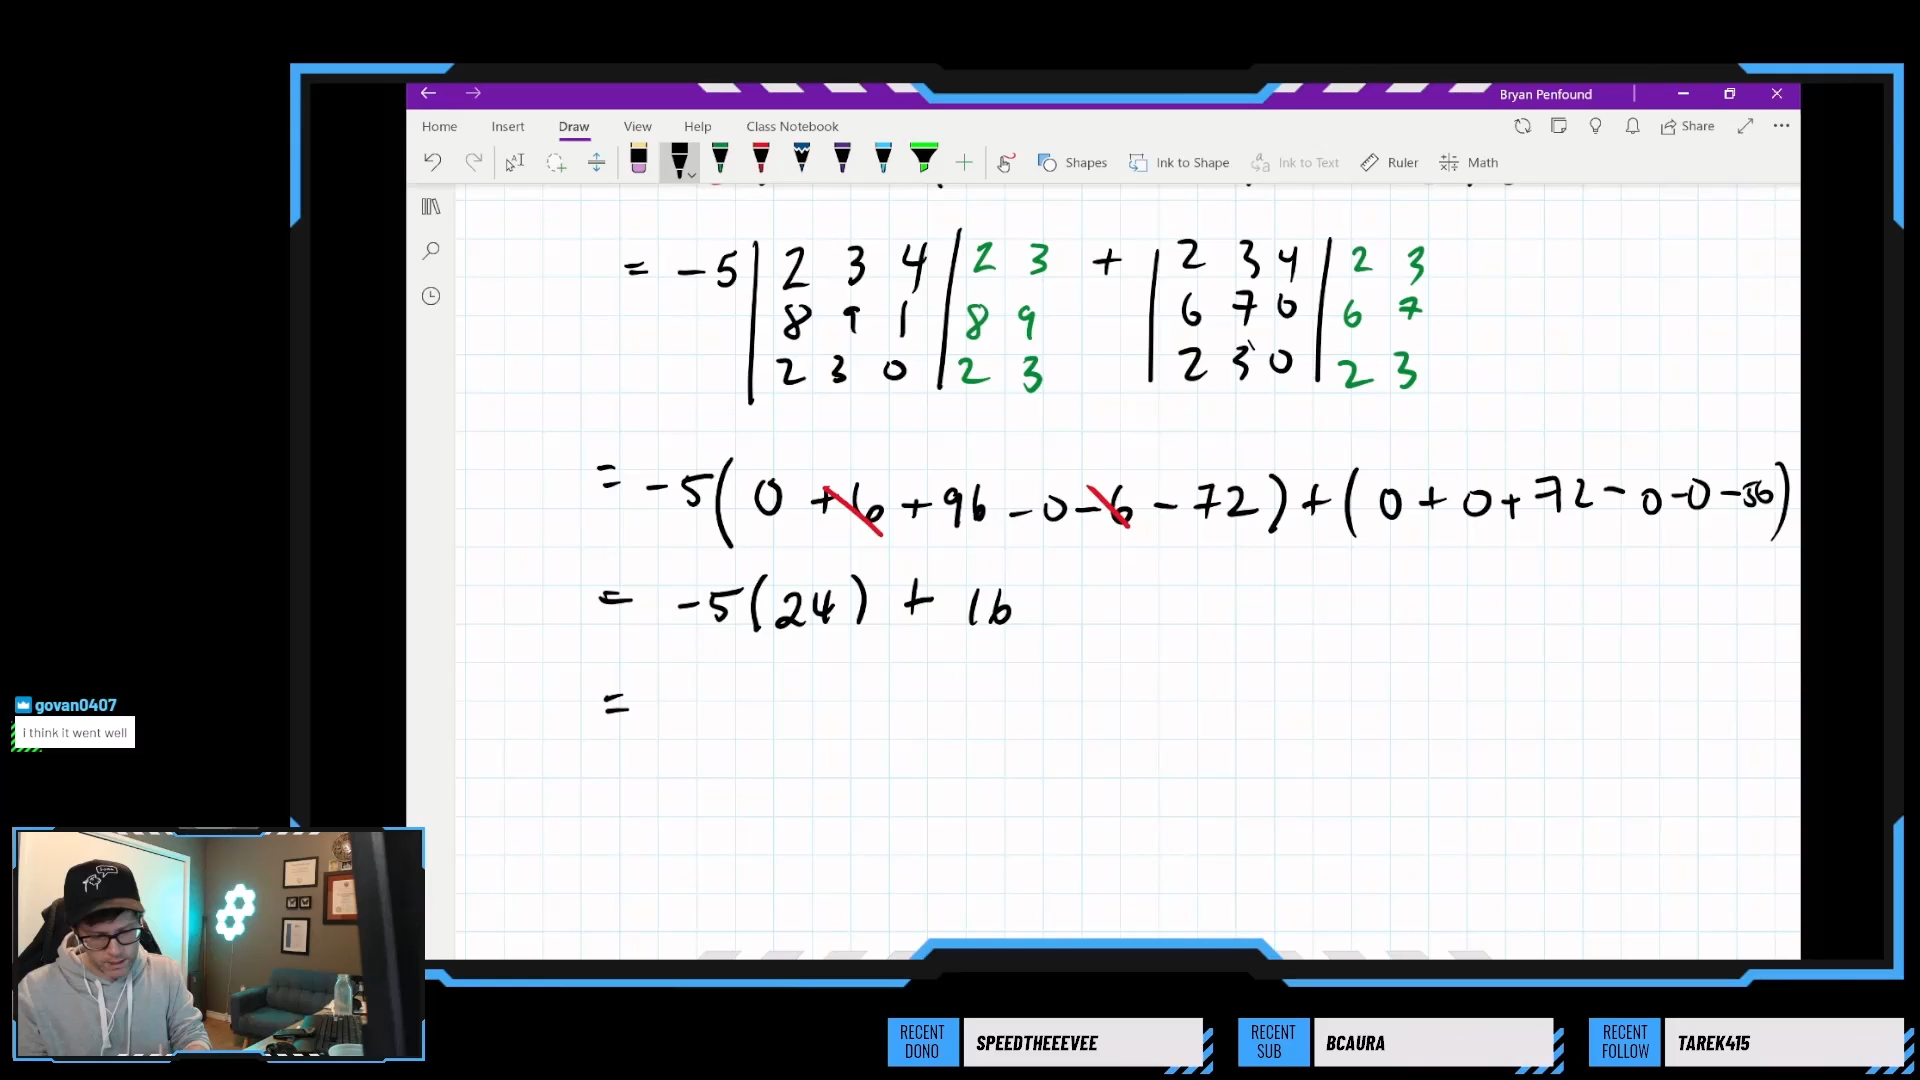 Bryan Penfound
Home Insert Draw View Help Class Notebook
Share
Shapes Ink to Shape Ink to Text Ruler Math
= -5 | 2 3 4 | 2 3 + | 2 3 4 | 2 3
8 9 1 8 9 6 7 0 6 7
2 3 0 2 3 2 3 0 2 3
= -5( 0 +6 +96 -0 -6 -72) + ( 0 + 0 + 72 - 0 -0 -56)
= -5(24) + 16
=
govan0407
i think it went well
RECENT DONO SPEEDTHEEEVEE
RECENT SUB BCAURA
RECENT FOLLOW TAREK415